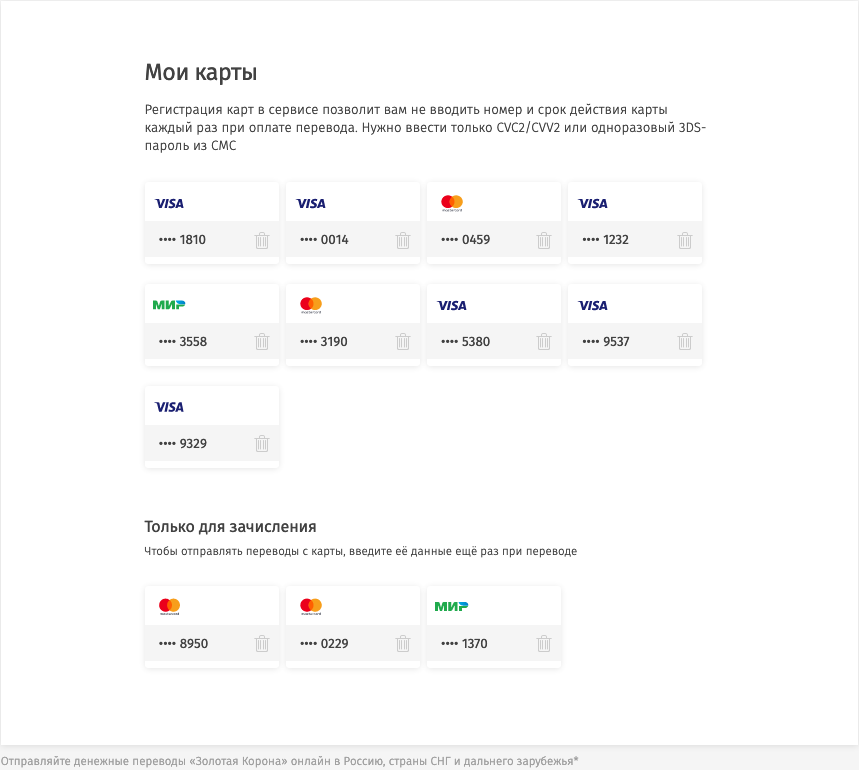 Мои карты
Регистрация карт в сервисе позволит вам не вводить номер и срок действия карты
каждый раз при оплате перевода. Нужно ввести только CVC2/CVV2 или одноразовый 3DS-
пароль из СМС
VISA VISA mastercard VISA
•••• 1810 •••• 0014 •••• 0459 •••• 1232
МИР mastercard VISA VISA
•••• 3558 •••• 3190 •••• 5380 •••• 9537
VISA
•••• 9329
Только для зачисления
Чтобы отправлять переводы с карты, введите её данные ещё раз при переводе
mastercard mastercard МИР
•••• 8950 •••• 0229 •••• 1370
Отправляйте денежные переводы «Золотая Корона» онлайн в Россию, страны СНГ и дальнего зарубежья*